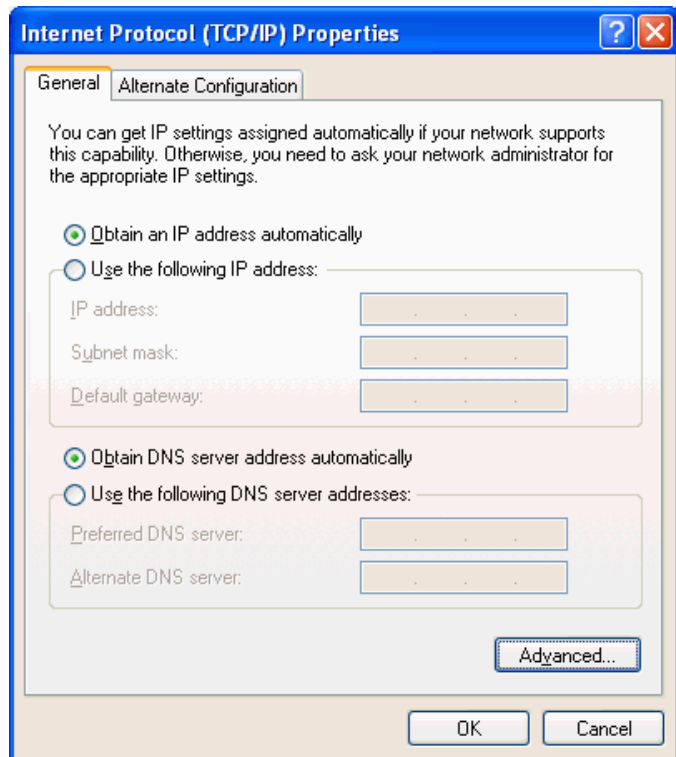 Internet Protocol (TCP/IP) Properties
General
Alternate Configuration
You can get IP settings assigned automatically if your network supports
this capability. Otherwise, you need to ask your network administrator for
the appropriate IP settings.
Obtain an IP address automatically
Use the following IP address:
IP address:
Subnet mask:
Default gateway:
Obtain DNS server address automatically
Use the following DNS server addresses:
Preferred DNS server:
Alternate DNS server:
Advanced...
OK
Cancel